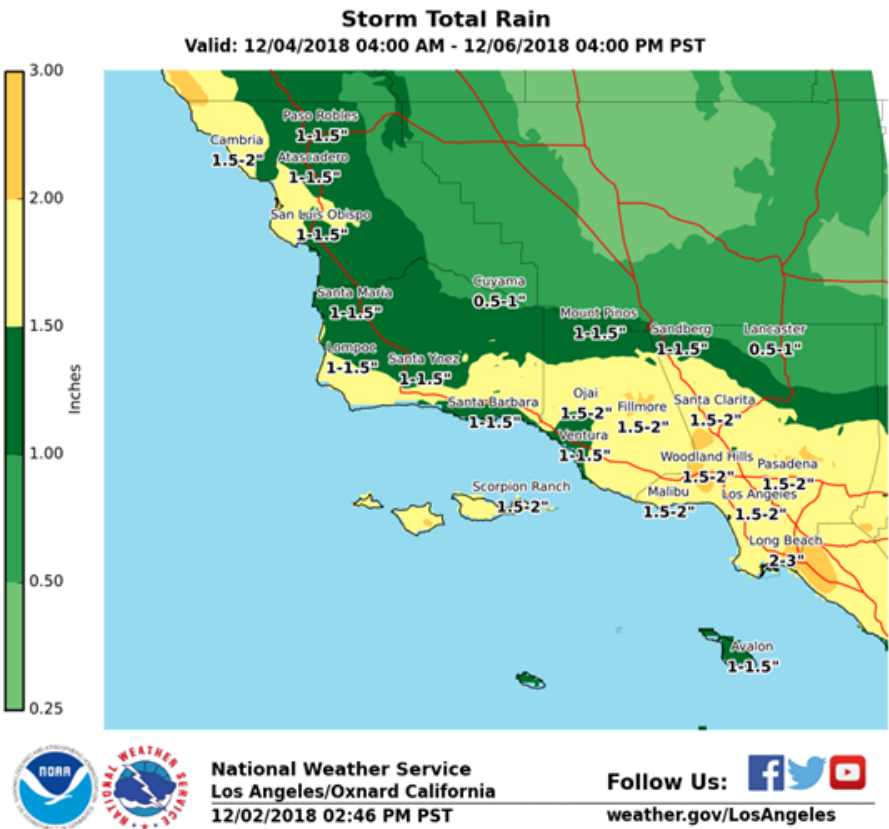 Storm Total Rain
Valid: 12/04/2018 04:00 AM - 12/06/2018 04:00 PM PST
3.00
2.00
1.50
1.00
0.50
0.25
Inches
Paso Robles
1-1.5"
Cambria
1.5-2"
Atascadero
1-1.5"
San Luis Obispo
1-1.5"
Santa Maria
1-1.5"
Cuyama
0.5-1"
Mount Pinos
1-1.5"
Sandberg
1-1.5"
Lancaster
0.5-1"
Lompoc
1-1.5"
Santa Ynez
1-1.5"
Santa Barbara
1-1.5"
Ojai
1.5-2"
Fillmore
1.5-2"
Santa Clarita
1.5-2"
Ventura
1-1.5"
Woodland Hills
1.5-2"
Pasadena
1.5-2"
Scorpion Ranch
1.5-2"
Malibu
1.5-2"
Los Angeles
1.5-2"
Long Beach
2-3"
Avalon
1-1.5"
NOAA
NATIONAL WEATHER SERVICE
National Weather Service
Los Angeles/Oxnard California
12/02/2018 02:46 PM PST
Follow Us:
weather.gov/LosAngeles